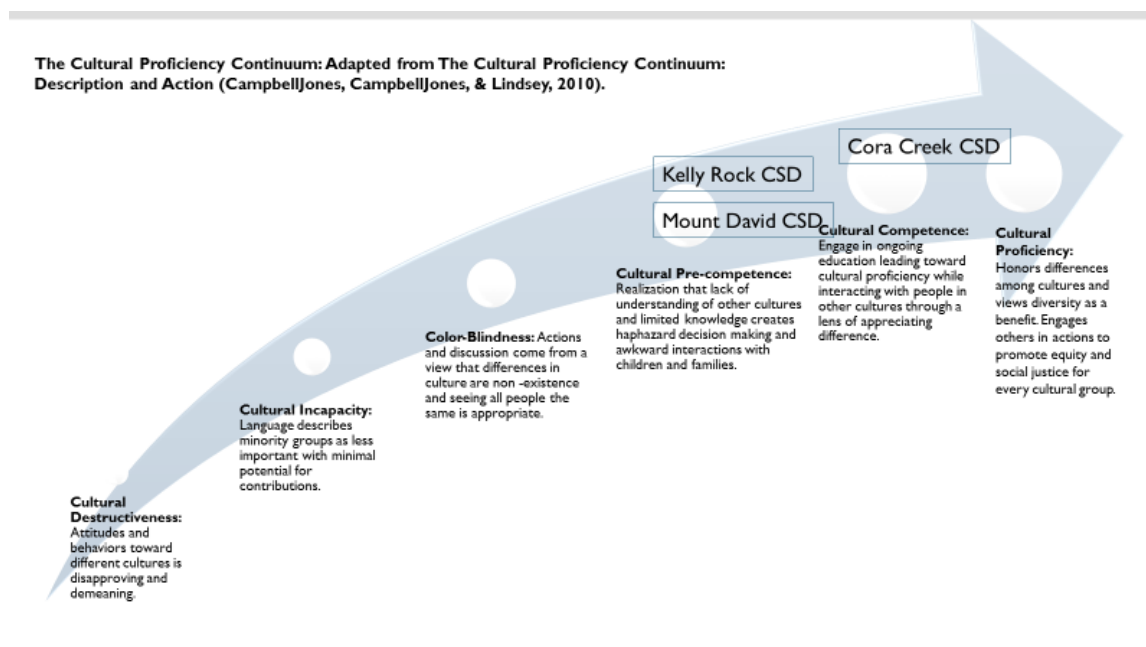 The Cultural Proficiency Continuum: Adapted from The Cultural Proficiency Continuum:
Description and Action (CampbellJones, CampbellJones, & Lindsey, 2010).
Cora Creek CSD
Kelly Rock CSD
Mount David CSD
Cultural
Destructiveness:
Attitudes and
behaviors toward
different cultures is
disapproving and
demeaning.
Cultural Incapacity:
Language describes
minority groups as less
important with minimal
potential for
contributions.
Color-Blindness: Actions
and discussion come from a
view that differences in
culture are non -existence
and seeing all people the
same is appropriate.
Cultural Pre-competence:
Realization that lack of
understanding of other cultures
and limited knowledge creates
haphazard decision making and
awkward interactions with
children and families.
Cultural Competence:
Engage in ongoing
education leading toward
cultural proficiency while
interacting with people in
other cultures through a
lens of appreciating
difference.
Cultural
Proficiency:
Honors differences
among cultures and
views diversity as a
benefit. Engages
others in actions to
promote equity and
social justice for
every cultural group.